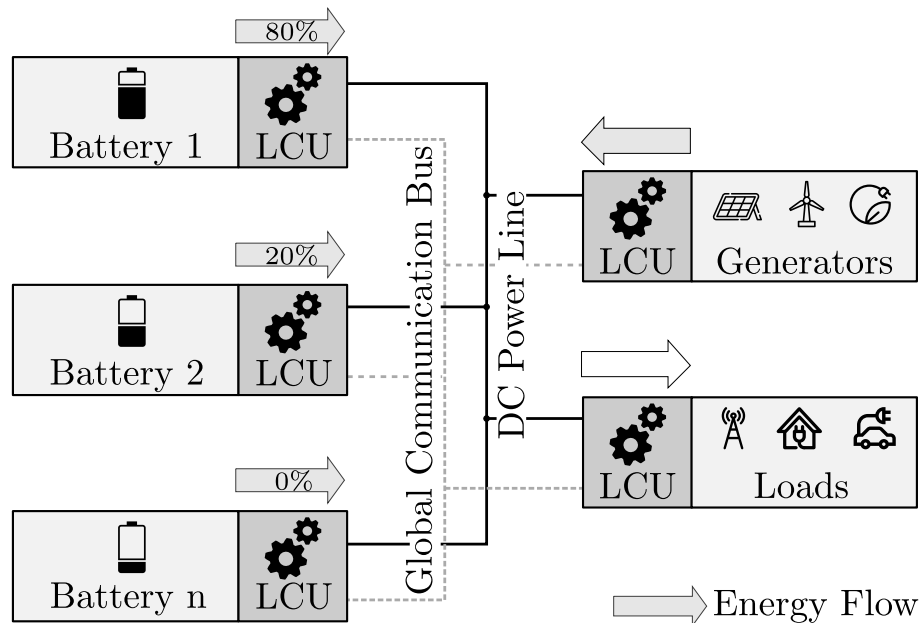 80%
Battery 1
LCU
20%
Battery 2
LCU
0%
Battery n
LCU
Global Communication Bus
DC Power Line
LCU
Generators
LCU
Loads
Energy Flow